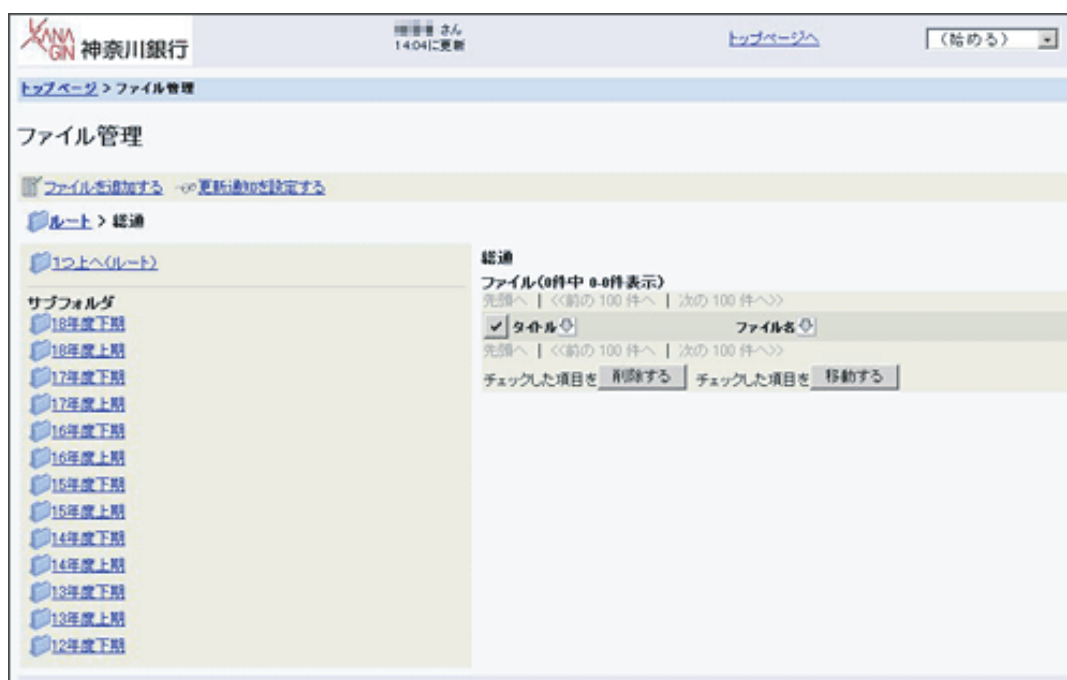 KANAGIN 神奈川銀行
さん
14:04に更新
トップページへ
(始める)
トップページ > ファイル管理
ファイル管理
ファイルを追加する 更新通知を設定する
ルート > 総通
1つ上へ(ルート)
サブフォルダ
18年度下期
18年度上期
17年度下期
17年度上期
16年度下期
16年度上期
15年度下期
15年度上期
14年度下期
14年度上期
13年度下期
13年度上期
12年度下期
総通
ファイル(0件中 0-0件表示)
先頭へ | <<前の 100 件へ | 次の 100 件へ>>
タイトル ファイル名
先頭へ | <<前の 100 件へ | 次の 100 件へ>>
チェックした項目を 削除する チェックした項目を 移動する